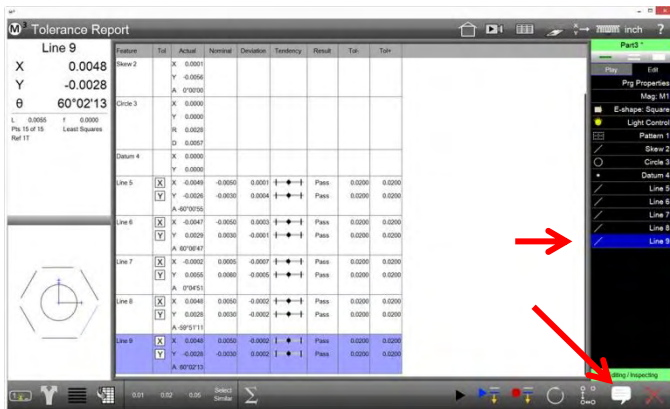 M³ Tolerance Report
inch ?
Line 9
X 0.0048
Y -0.0028
θ 60°02'13
L 0.0055 f 0.0000
Pts 15 of 15 Least Squares
Ref 17
Feature Tol Actual Nominal Deviation Tendency Result Tol- Tol+
Skew 2 X 0.0001
Y -0.0056
A 0°00'00
Circle 3 X 0.0000
Y 0.0000
R 0.0028
D 0.0057
Datum 4 X 0.0000
Y 0.0000
Line 5 X X -0.0049 -0.0050 0.0001 Pass 0.0200 0.0200
Y Y -0.0026 -0.0030 0.0004 Pass 0.0200 0.0200
A -60°00'55
Line 6 X X -0.0047 -0.0050 0.0003 Pass 0.0200 0.0200
Y Y 0.0029 0.0030 -0.0001 Pass 0.0200 0.0200
A 60°06'47
Line 7 X X -0.0002 0.0005 -0.0007 Pass 0.0200 0.0200
Y Y 0.0055 0.0060 -0.0005 Pass 0.0200 0.0200
A 0°04'51
Line 8 X X 0.0048 0.0050 -0.0002 Pass 0.0200 0.0200
Y Y 0.0028 0.0030 -0.0002 Pass 0.0200 0.0200
A -59°51'11
Line 9 X X 0.0048 0.0050 -0.0002 Pass 0.0200 0.0200
Y Y -0.0028 -0.0030 0.0002 Pass 0.0200 0.0200
A 60°02'13
Part3 *
Play Edit
Prg Properties
Mag: M1
E-shape: Square
Light Control
Pattern 1
Skew 2
Circle 3
Datum 4
Line 5
Line 6
Line 7
Line 8
Line 9
diting / Inspecting
0.01 0.02 0.05 Select Similar Σ